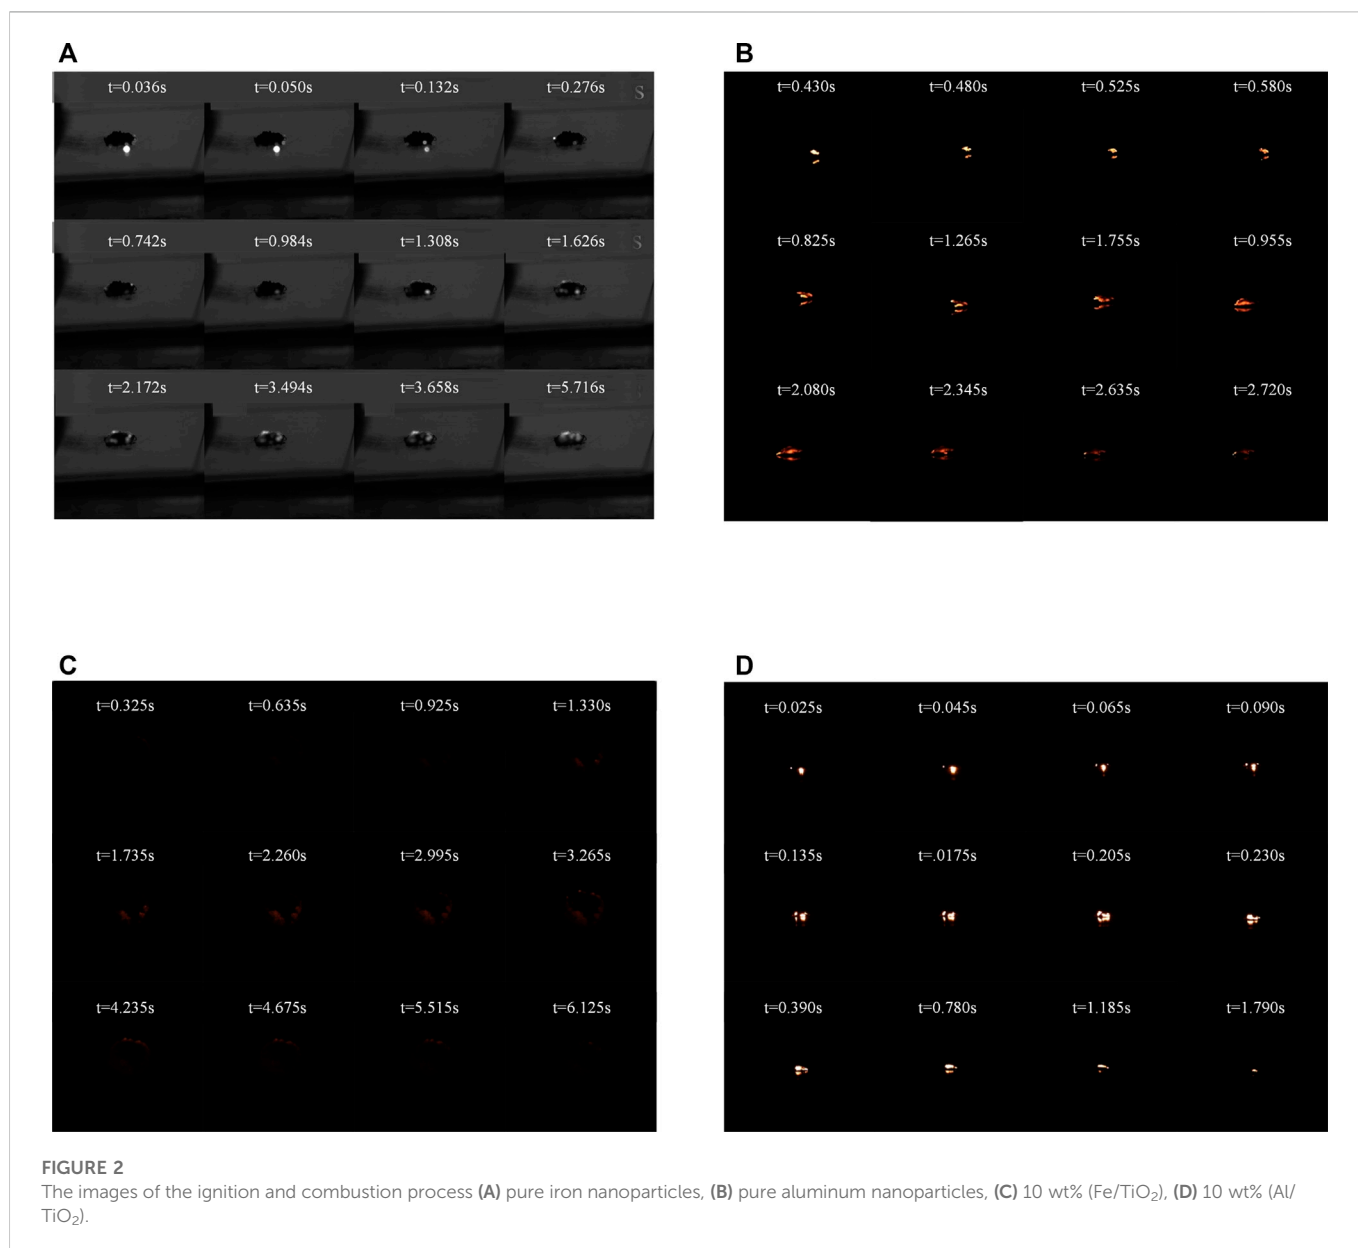 A
t=0.036s t=0.050s t=0.132s t=0.276s S
t=0.742s t=0.984s t=1.308s t=1.626s S
t=2.172s t=3.494s t=3.658s t=5.716s
B
t=0.430s t=0.480s t=0.525s t=0.580s
t=0.825s t=1.265s t=1.755s t=0.955s
t=2.080s t=2.345s t=2.635s t=2.720s
C
t=0.325s t=0.635s t=0.925s t=1.330s
t=1.735s t=2.260s t=2.995s t=3.265s
t=4.235s t=4.675s t=5.515s t=6.125s
D
t=0.025s t=0.045s t=0.065s t=0.090s
t=0.135s t=.0175s t=0.205s t=0.230s
t=0.390s t=0.780s t=1.185s t=1.790s
FIGURE 2
The images of the ignition and combustion process (A) pure iron nanoparticles, (B) pure aluminum nanoparticles, (C) 10 wt% (Fe/TiO₂), (D) 10 wt% (Al/
TiO₂).